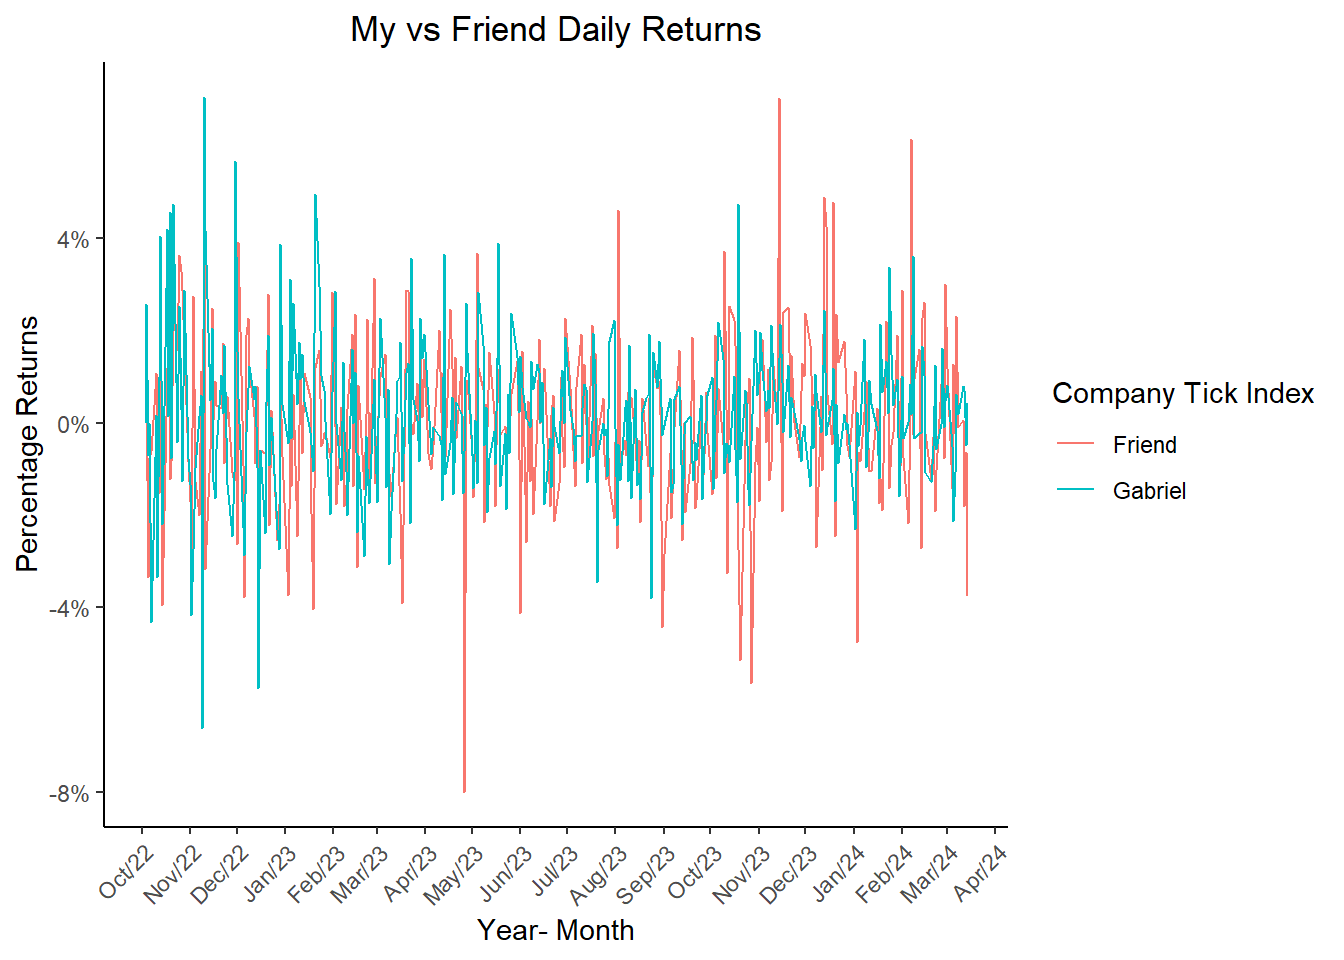 My vs Friend Daily Returns
Percentage Returns
4%
0%
-4%
-8%
Oct/22
Nov/22
Dec/22
Jan/23
Feb/23
Mar/23
Apr/23
May/23
Jun/23
Jul/23
Aug/23
Sep/23
Oct/23
Nov/23
Dec/23
Jan/24
Feb/24
Mar/24
Apr/24
Year- Month
Company Tick Index
Friend
Gabriel